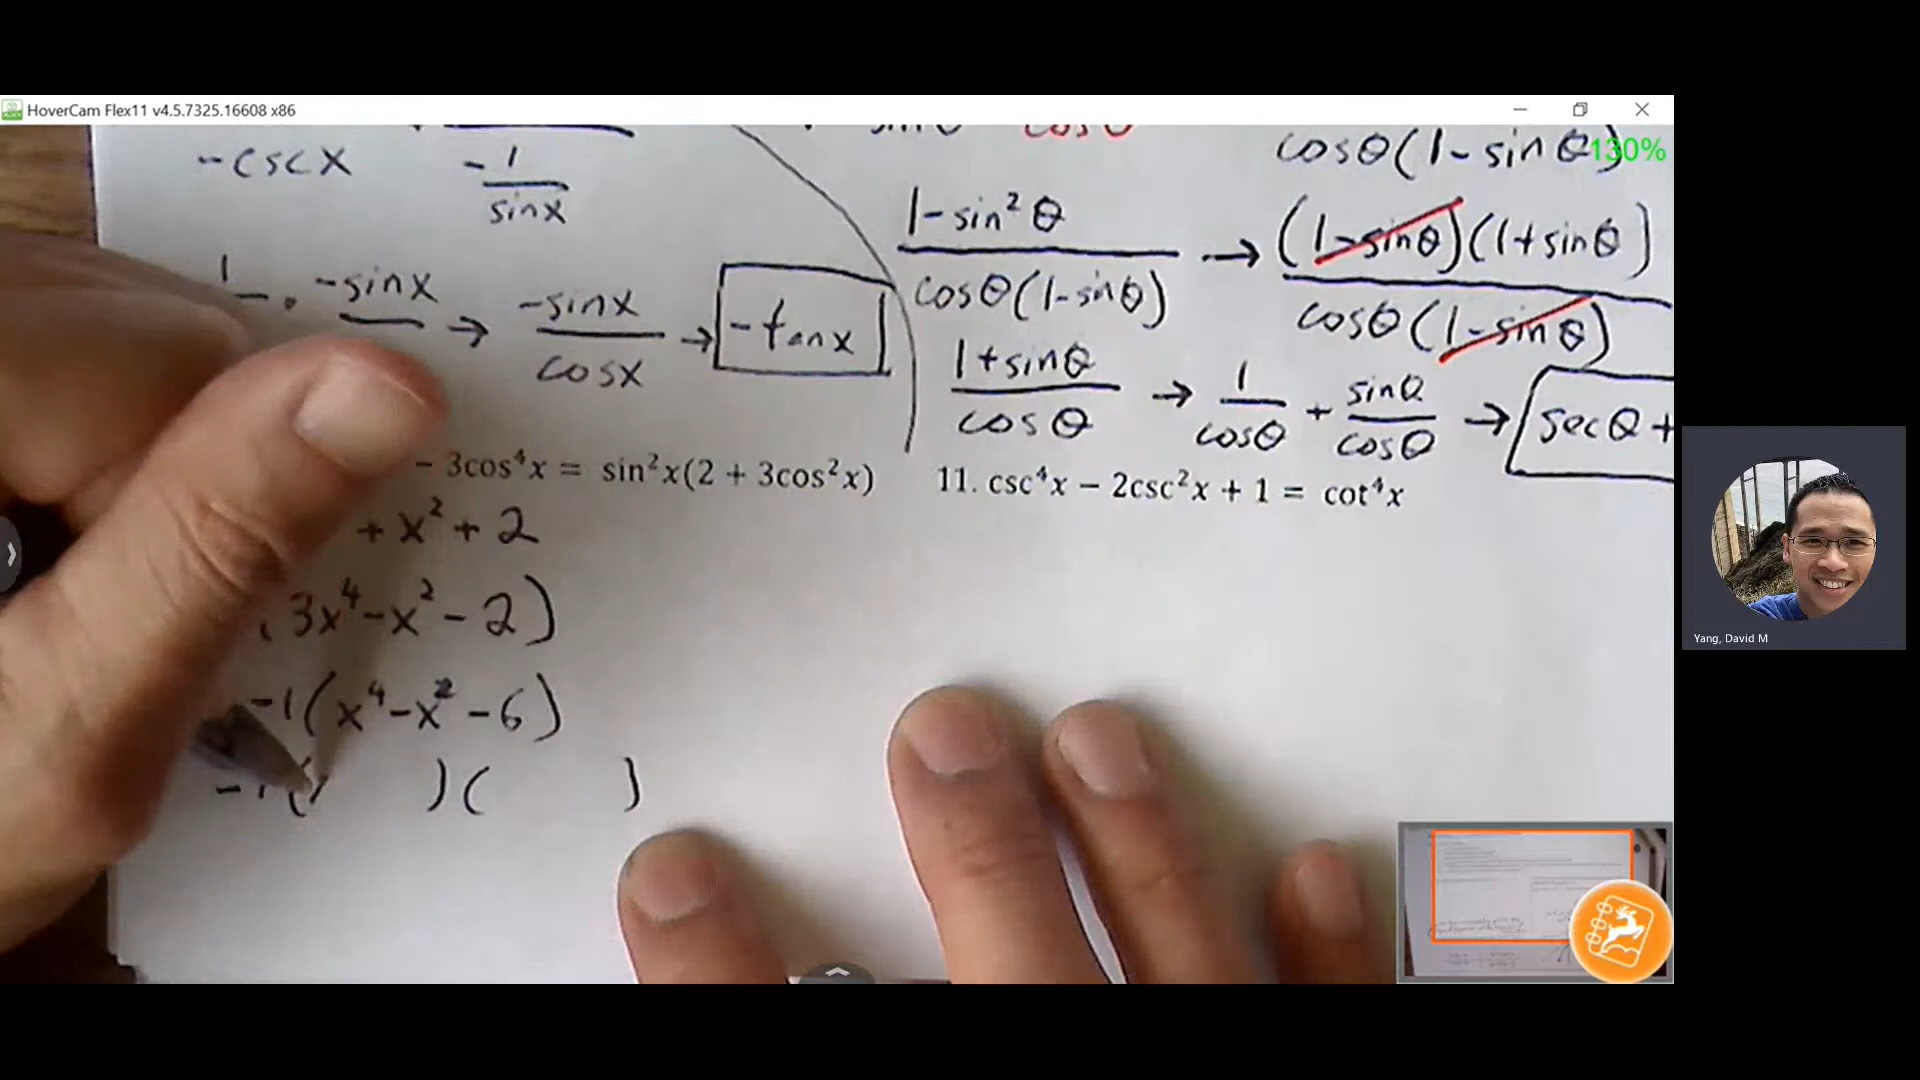 HoverCam Flex11 v4.5.7325.16608 x86
130%
-cscx
-1
sinx
1 · -sinx → -sinx → -tanx
cosx
cosθ
cosθ(1-sinθ)
1-sin²θ → (1-sinθ)(1+sinθ)
cosθ(1-sinθ) cosθ(1-sinθ)
1+sinθ → 1 + sinθ → secθ +
cosθ cosθ cosθ
- 3cos⁴x = sin²x(2 + 3cos²x)
+ x² + 2
(3x⁴-x²-2)
-1(x⁴-x²-6)
-1( )( )
11. csc⁴x - 2csc²x + 1 = cot⁴x
Yang, David M